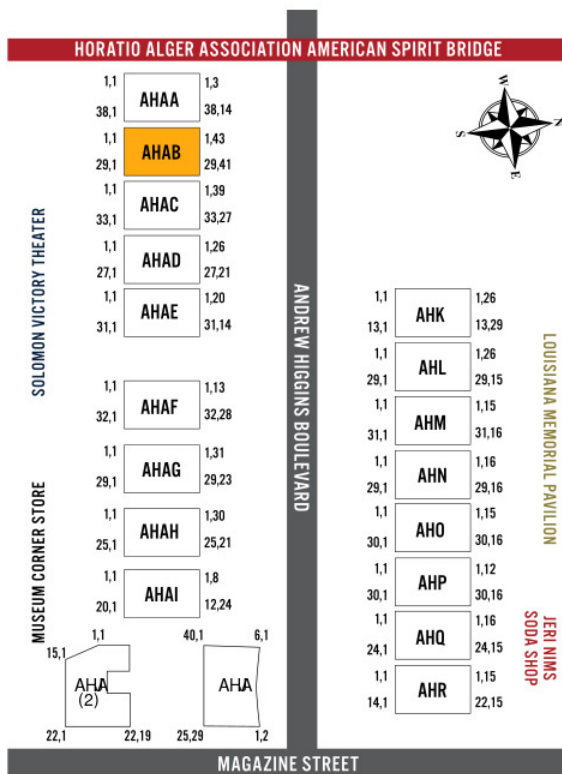 HORATIO ALGER ASSOCIATION AMERICAN SPIRIT BRIDGE
W
N
S
E
1,1 AHAA 1,3
38,1 38,14
1,1 AHAB 1,43
29,1 29,41
1,1 AHAC 1,39
33,1 33,27
1,1 AHAD 1,26
27,1 27,21
1,1 AHAE 1,20
31,1 31,14
1,1 AHAF 1,13
32,1 32,28
1,1 AHAG 1,31
29,1 29,23
1,1 AHAH 1,30
25,1 25,21
1,1 AHAI 1,8
20,1 12,24
1,1
15,1
AHA
(2)
22,1 22,19
40,1 6,1
AHA
25,29 1,2
SOLOMON VICTORY THEATER
MUSEUM CORNER STORE
ANDREW HIGGINS BOULEVARD
1,1 AHK 1,26
13,1 13,29
1,1 AHL 1,26
29,1 29,15
1,1 AHM 1,15
31,1 31,16
1,1 AHN 1,16
29,1 29,16
1,1 AHO 1,15
30,1 30,16
1,1 AHP 1,12
30,1 30,16
1,1 AHQ 1,16
24,1 24,15
1,1 AHR 1,15
14,1 22,15
LOUISIANA MEMORIAL PAVILION
JERI NIMS
SODA SHOP
MAGAZINE STREET